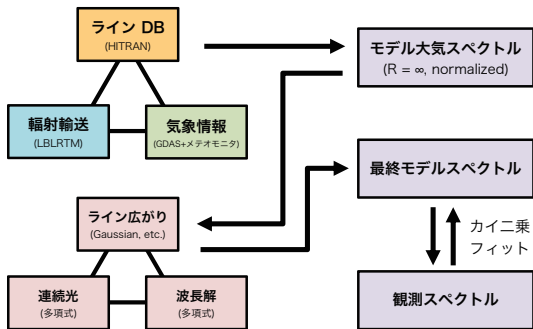 ライン DB
(HITRAN)
輻射輸送
(LBLRTM)
気象情報
(GDAS+メテオモニタ)
モデル大気スペクトル
(R = ∞, normalized)
ライン広がり
(Gaussian, etc.)
連続光
(多項式)
波長解
(多項式)
最終モデルスペクトル
カイ二乗
フィット
観測スペクトル